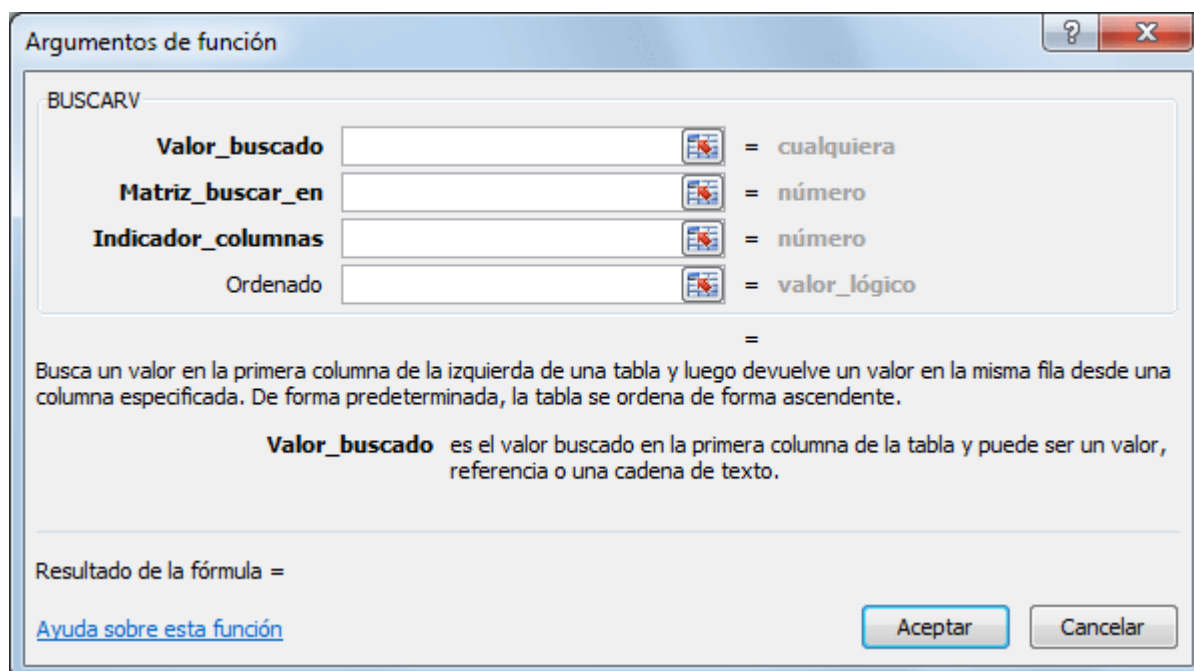 Argumentos de función
BUSCARV
Valor_buscado = cualquiera
Matriz_buscar_en = número
Indicador_columnas = número
Ordenado = valor_lógico
=
Busca un valor en la primera columna de la izquierda de una tabla y luego devuelve un valor en la misma fila desde una
columna especificada. De forma predeterminada, la tabla se ordena de forma ascendente.
Valor_buscado es el valor buscado en la primera columna de la tabla y puede ser un valor,
referencia o una cadena de texto.
Resultado de la fórmula =
Ayuda sobre esta función
Aceptar
Cancelar